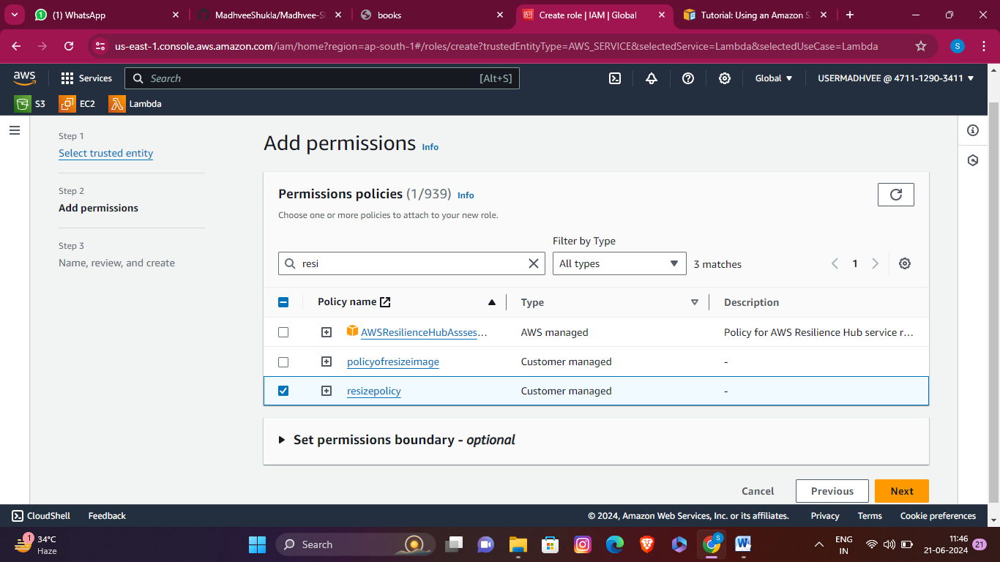 (1) WhatsApp
MadhveeShukla/Madhvee-S
books
Create role | IAM | Global
Tutorial: Using an Amazon S
us-east-1.console.aws.amazon.com/iam/home?region=ap-south-1#/roles/create?trustedEntityType=AWS_SERVICE&selectedService=Lambda&selectedUseCase=Lambda
S
aws
Services
Search
[Alt+S]
Global
USERMADHVEE @ 4711-1290-3411
S3
EC2
Lambda
Step 1
Select trusted entity
Step 2
Add permissions
Step 3
Name, review, and create
Add permissions Info
Permissions policies (1/939) Info
Choose one or more policies to attach to your new role.
Filter by Type
resi
All types
3 matches
1
Policy name
Type
Description
AWSResilienceHubAssses...
AWS managed
Policy for AWS Resilience Hub service r...
policyofresizeimage
Customer managed
-
resizepolicy
Customer managed
-
Set permissions boundary - optional
Cancel
Previous
Next
CloudShell
Feedback
© 2024, Amazon Web Services, Inc. or its affiliates.
Privacy
Terms
Cookie preferences
1
34°C
Haze
Search
S
ENG
IN
11:46
21-06-2024
21